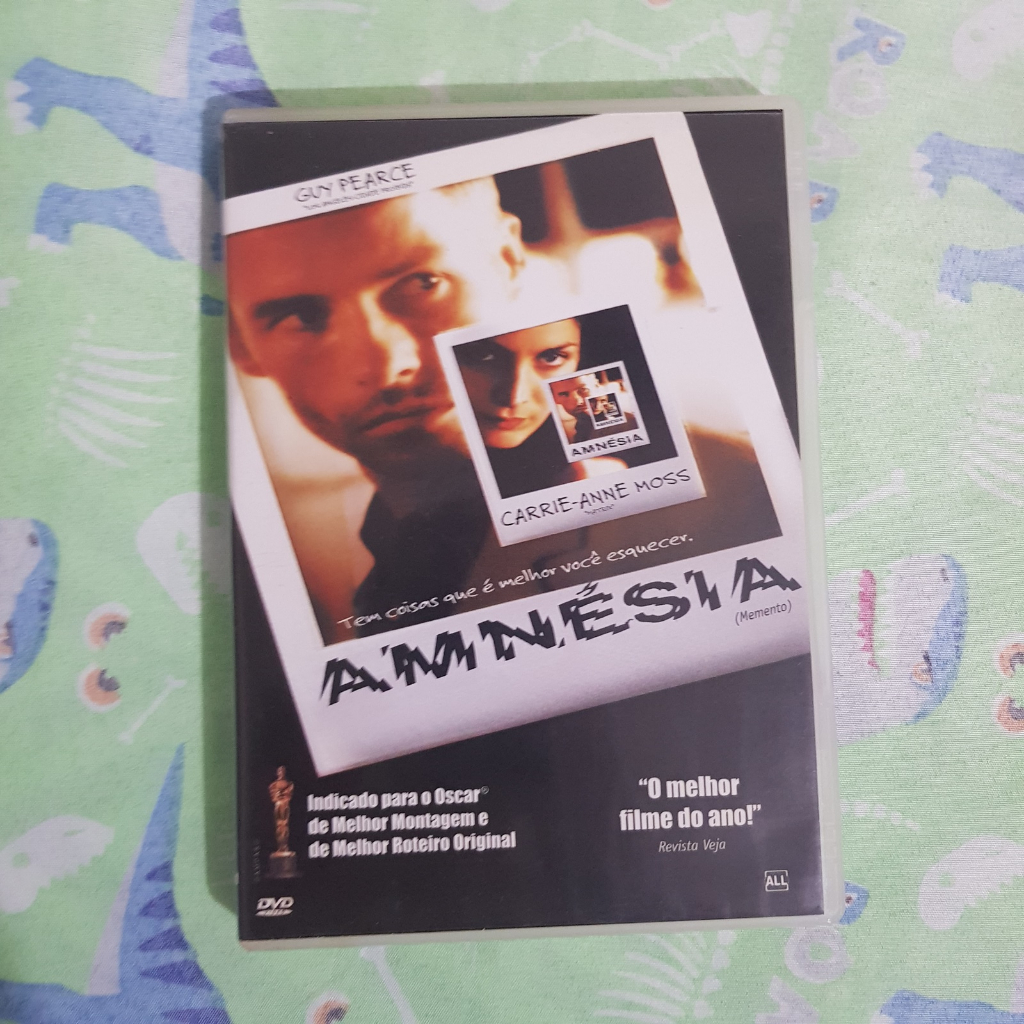 GUY PEARCE
CARRIE-ANNE MOSS
AMNÉSIA
Tem coisas que é melhor você esquecer.
AMNÉSIA
(Memento)
Indicado para o Oscar®
de Melhor Montagem e
de Melhor Roteiro Original
"O melhor
filme do ano!"
Revista Veja
ALL
DVD